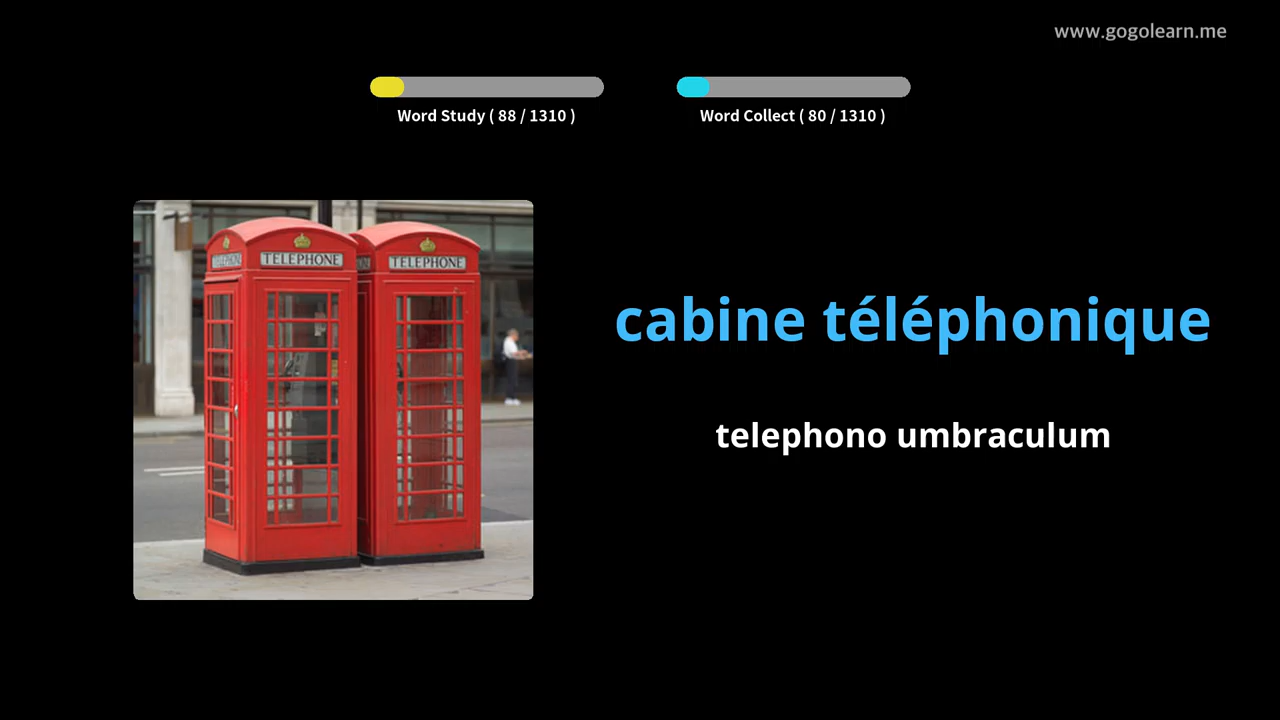 www.gogolearn.me
Word Study ( 88 / 1310 )
Word Collect ( 80 / 1310 )
TELEPHONE
TELEPHONE
cabine téléphonique
telephono umbraculum